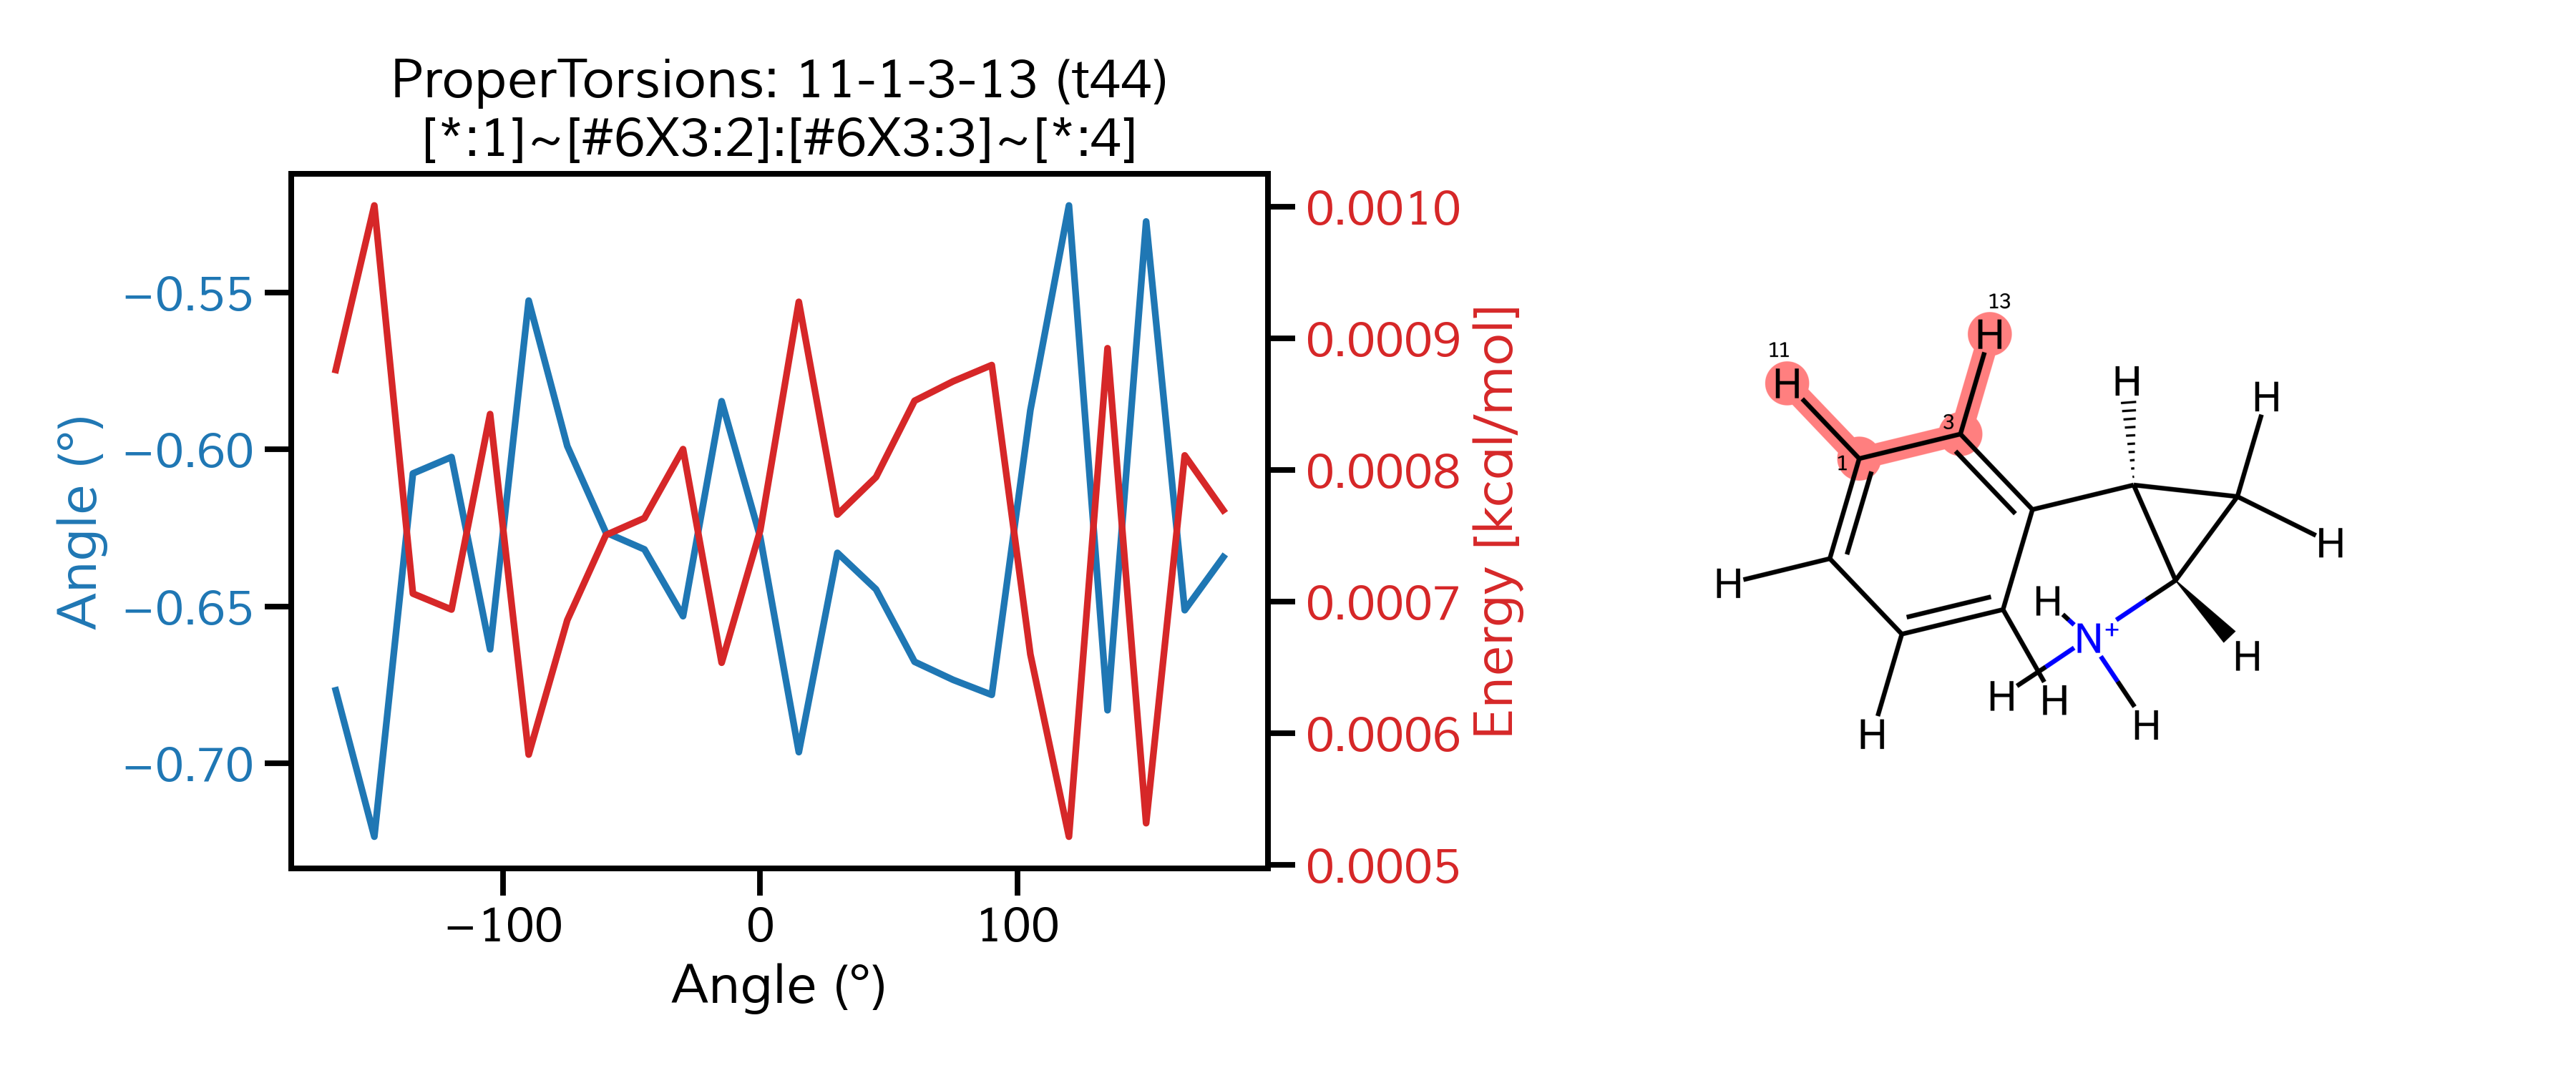 ProperTorsions: 11-1-3-13 (t44)
[*:1]~[#6X3:2]:[#6X3:3]~[*:4]
Angle (°)
−0.55
−0.60
−0.65
−0.70
−100
0
100
Angle (°)
0.0010
0.0009
0.0008
0.0007
0.0006
0.0005
Energy [kcal/mol]
13
H
11
H
3
1
H
H
H
H
H
N+
H
H
H
H
H